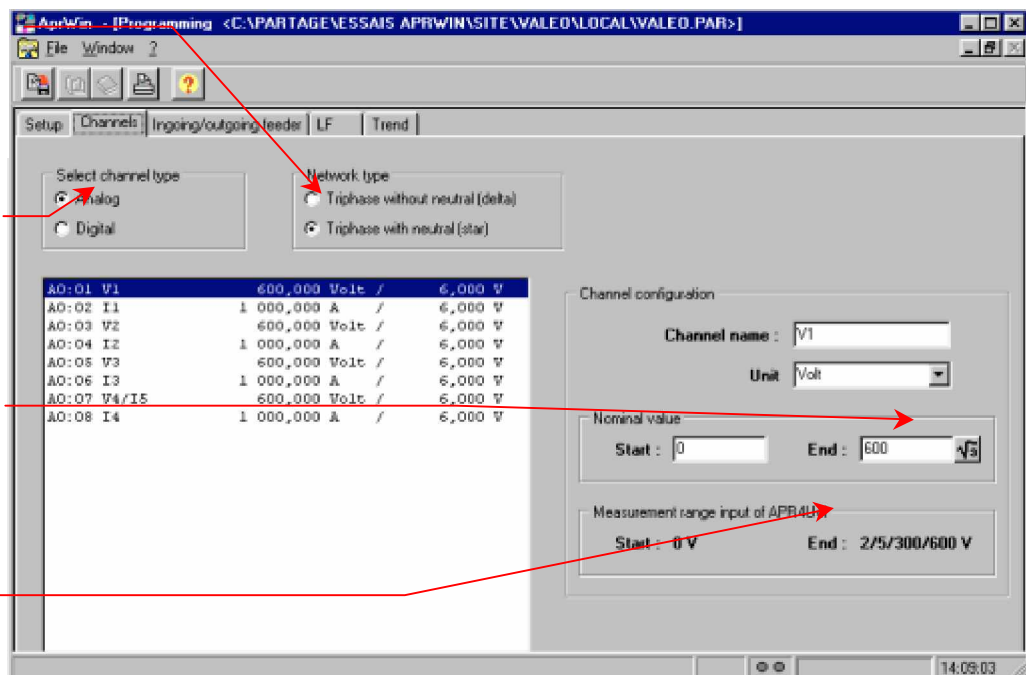 AprWin - [Programming <C:\PARTAGE\ESSAIS APRWIN\SITE\VALEO\LOCAL\VALEO.PAR>]
File Window ?
Setup Channels Ingoing/outgoing feeder LF Trend
Select channel type
Analog
Digital
Network type
Triphase without neutral (delta)
Triphase with neutral (star)
A0:01 V1 600,000 Volt / 6,000 V
A0:02 I1 1 000,000 A / 6,000 V
A0:03 V2 600,000 Volt / 6,000 V
A0:04 I2 1 000,000 A / 6,000 V
A0:05 V3 600,000 Volt / 6,000 V
A0:06 I3 1 000,000 A / 6,000 V
A0:07 V4/I5 600,000 Volt / 6,000 V
A0:08 I4 1 000,000 A / 6,000 V
Channel configuration
Channel name : V1
Unit Volt
Nominal value
Start : 0 End : 600 √3
Measurement range input of
Start : 0 V End : 2/5/300/600 V
14:09:03